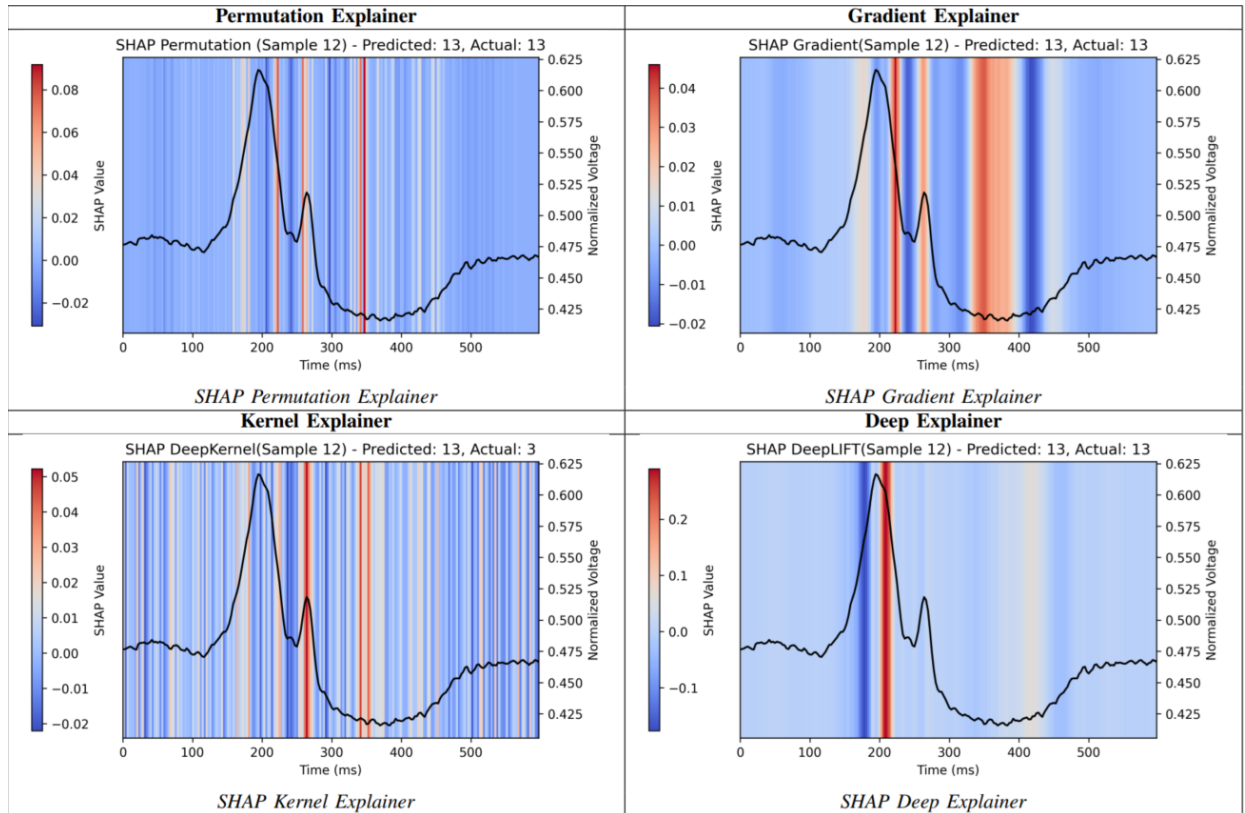 Permutation Explainer
SHAP Permutation (Sample 12) - Predicted: 13, Actual: 13
0.08
0.06
0.04
0.02
0.00
−0.02
SHAP Value
0.625
0.600
0.575
0.550
0.525
0.500
0.475
0.450
0.425
Normalized Voltage
0 100 200 300 400 500
Time (ms)
SHAP Permutation Explainer
Gradient Explainer
SHAP Gradient(Sample 12) - Predicted: 13, Actual: 13
0.04
0.03
0.02
0.01
0.00
−0.01
−0.02
SHAP Value
0.625
0.600
0.575
0.550
0.525
0.500
0.475
0.450
0.425
Normalized Voltage
0 100 200 300 400 500
Time (ms)
SHAP Gradient Explainer
Kernel Explainer
SHAP DeepKernel(Sample 12) - Predicted: 13, Actual: 3
0.05
0.04
0.03
0.02
0.01
0.00
−0.01
−0.02
SHAP Value
0.625
0.600
0.575
0.550
0.525
0.500
0.475
0.450
0.425
Normalized Voltage
0 100 200 300 400 500
Time (ms)
SHAP Kernel Explainer
Deep Explainer
SHAP DeepLIFT(Sample 12) - Predicted: 13, Actual: 13
0.2
0.1
0.0
−0.1
SHAP Value
0.625
0.600
0.575
0.550
0.525
0.500
0.475
0.450
0.425
Normalized Voltage
0 100 200 300 400 500
Time (ms)
SHAP Deep Explainer